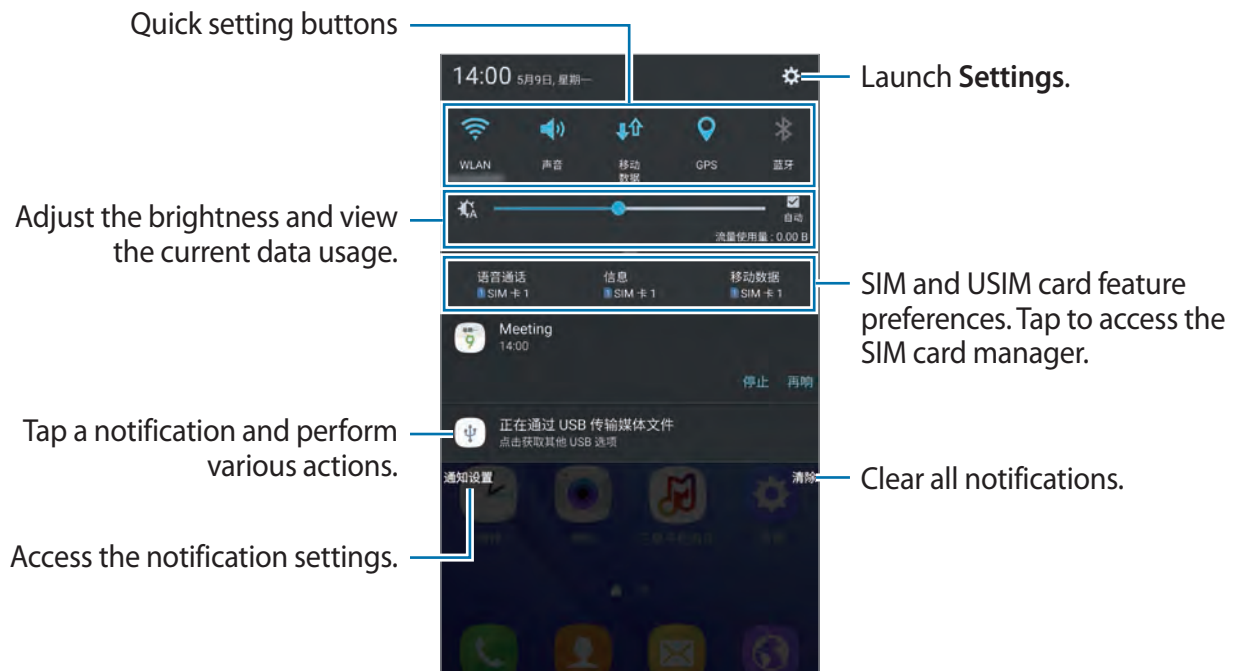 Quick setting buttons
14:00 5月9日, 星期一
Launch Settings.
WLAN 声音 移动 GPS 蓝牙
数据
Adjust the brightness and view
the current data usage.
A
自动
流量使用量 : 0.00 B
语音通话 信息 移动数据
1 SIM 卡 1 1 SIM 卡 1 1 SIM 卡 1
SIM and USIM card feature
preferences. Tap to access the
SIM card manager.
9
Meeting
14:00
停止 再响
Tap a notification and perform
various actions.
正在通过 USB 传输媒体文件
点击获取其他 USB 选项
通知设置 清除
Clear all notifications.
Access the notification settings.